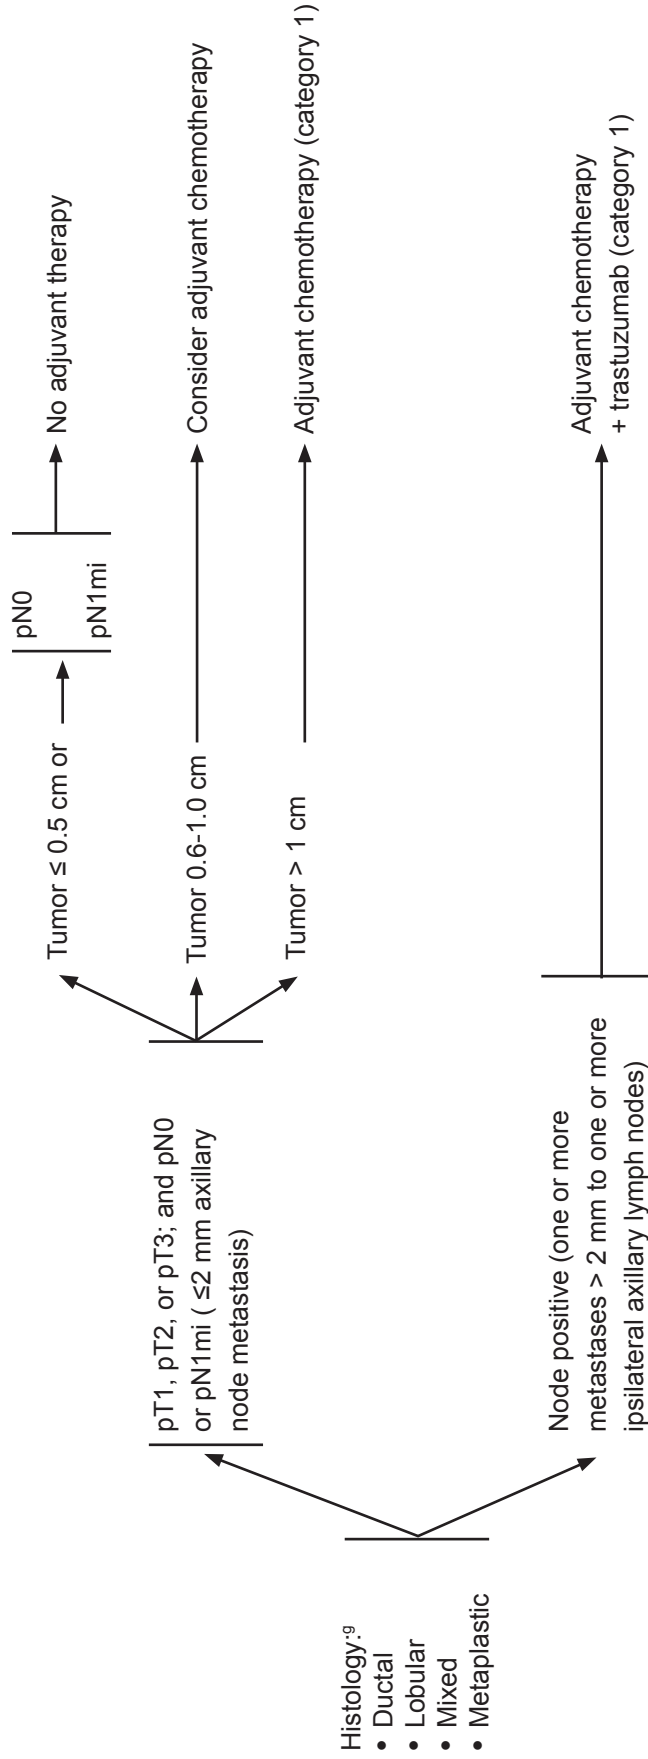 Histology:g
• Ductal
• Lobular
• Mixed
• Metaplastic
pT1, pT2, or pT3; and pN0
or pN1mi ( ≤2 mm axillary
node metastasis)
Tumor ≤ 0.5 cm or
pN0
pN1mi
No adjuvant therapy
Tumor 0.6-1.0 cm
Consider adjuvant chemotherapy
Tumor > 1 cm
Adjuvant chemotherapy (category 1)
Node positive (one or more
metastases > 2 mm to one or more
ipsilateral axillary lymph nodes)
Adjuvant chemotherapy
+ trastuzumab (category 1)